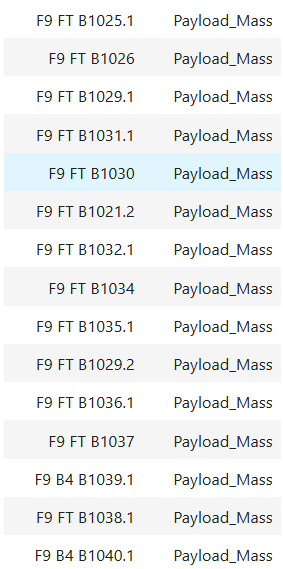 F9 FT B1025.1 Payload_Mass
F9 FT B1026 Payload_Mass
F9 FT B1029.1 Payload_Mass
F9 FT B1031.1 Payload_Mass
F9 FT B1030 Payload_Mass
F9 FT B1021.2 Payload_Mass
F9 FT B1032.1 Payload_Mass
F9 FT B1034 Payload_Mass
F9 FT B1035.1 Payload_Mass
F9 FT B1029.2 Payload_Mass
F9 FT B1036.1 Payload_Mass
F9 FT B1037 Payload_Mass
F9 B4 B1039.1 Payload_Mass
F9 FT B1038.1 Payload_Mass
F9 B4 B1040.1 Payload_Mass